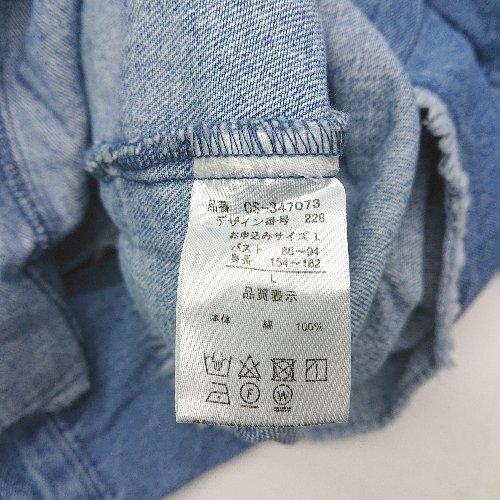 品番 CS-347073
デザイン番号 228
お申込みサイズ L
バスト 86～94
身長 154～162
L
品質表示
本体 綿 100%
F W